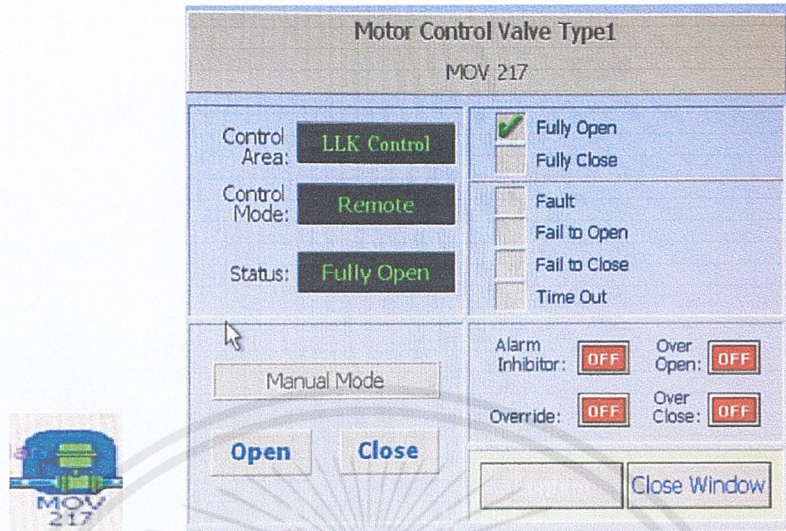 Motor Control Valve Type1
MOV 217
Control Area: LLK Control
Control Mode: Remote
Status: Fully Open
Fully Open
Fully Close
Fault
Fail to Open
Fail to Close
Time Out
Manual Mode
Open Close
Alarm Inhibitor: OFF Over Open: OFF
Override: OFF Over Close: OFF
Close Window
MOV
217